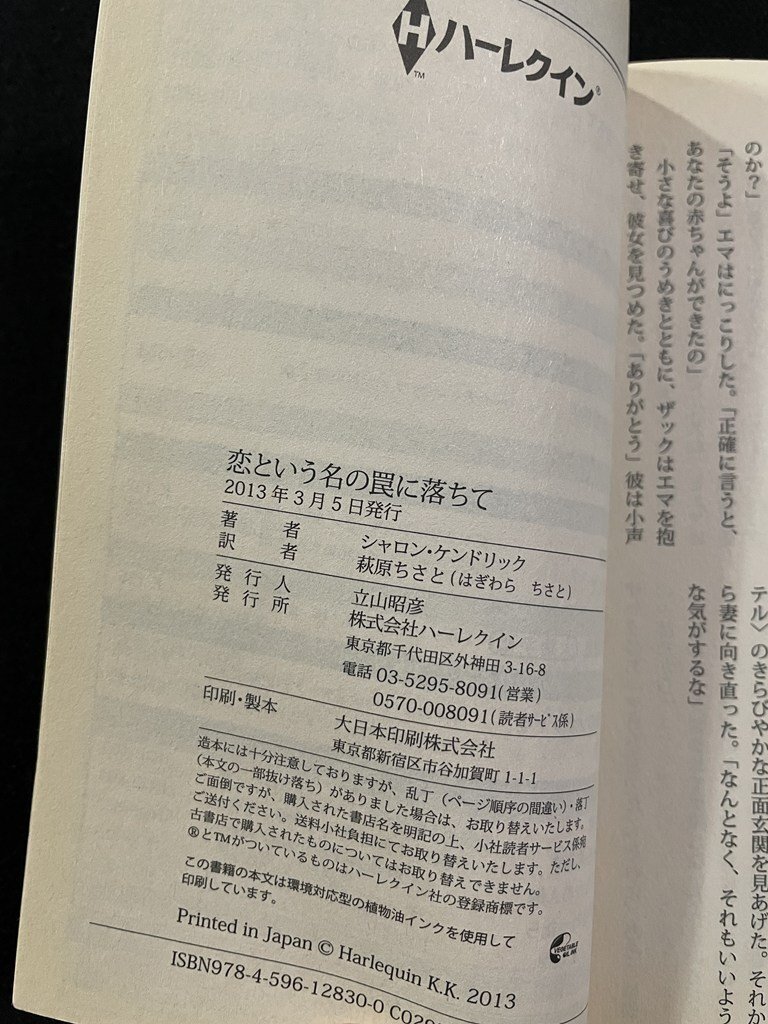 H ハーレクイン®
TM
恋という名の罠に落ちて
2013年3月5日発行
著者 シャロン・ケンドリック
訳者 萩原ちさと(はぎわら ちさと)
発行人 立山昭彦
発行所 株式会社ハーレクイン
東京都千代田区外神田 3-16-8
電話 03-5295-8091(営業)
0570-008091(読者サービス係)
印刷・製本 大日本印刷株式会社
東京都新宿区市谷加賀町 1-1-1
造本には十分注意しておりますが、乱丁(ページ順序の間違い)・落丁
(本文の一部抜け落ち)がありました場合は、お取り替えいたします。
ご面倒ですが、購入された書店名を明記の上、小社読者サービス係宛
ご送付ください。送料小社負担にてお取り替えいたします。ただし、
古書店で購入されたものについてはお取り替えできません。
®とTMがついているものはハーレクイン社の登録商標です。
この書籍の本文は環境対応型の植物油インクを使用して
印刷しています。
VEGETABLE OIL INK
Printed in Japan © Harlequin K.K. 2013
ISBN978-4-596-12830-0
のか?」
「そうよ」エマはにっこりした。「正確に言うと、
あなたの赤ちゃんができたの」
小さな喜びのうめきとともに、ザックはエマを抱
き寄せ、彼女を見つめた。「ありがとう」彼は小声
テル〉のきらびやかな正面玄関を見あげた。それか
ら妻に向き直った。「なんとなく、それもいいよう
な気がするな」